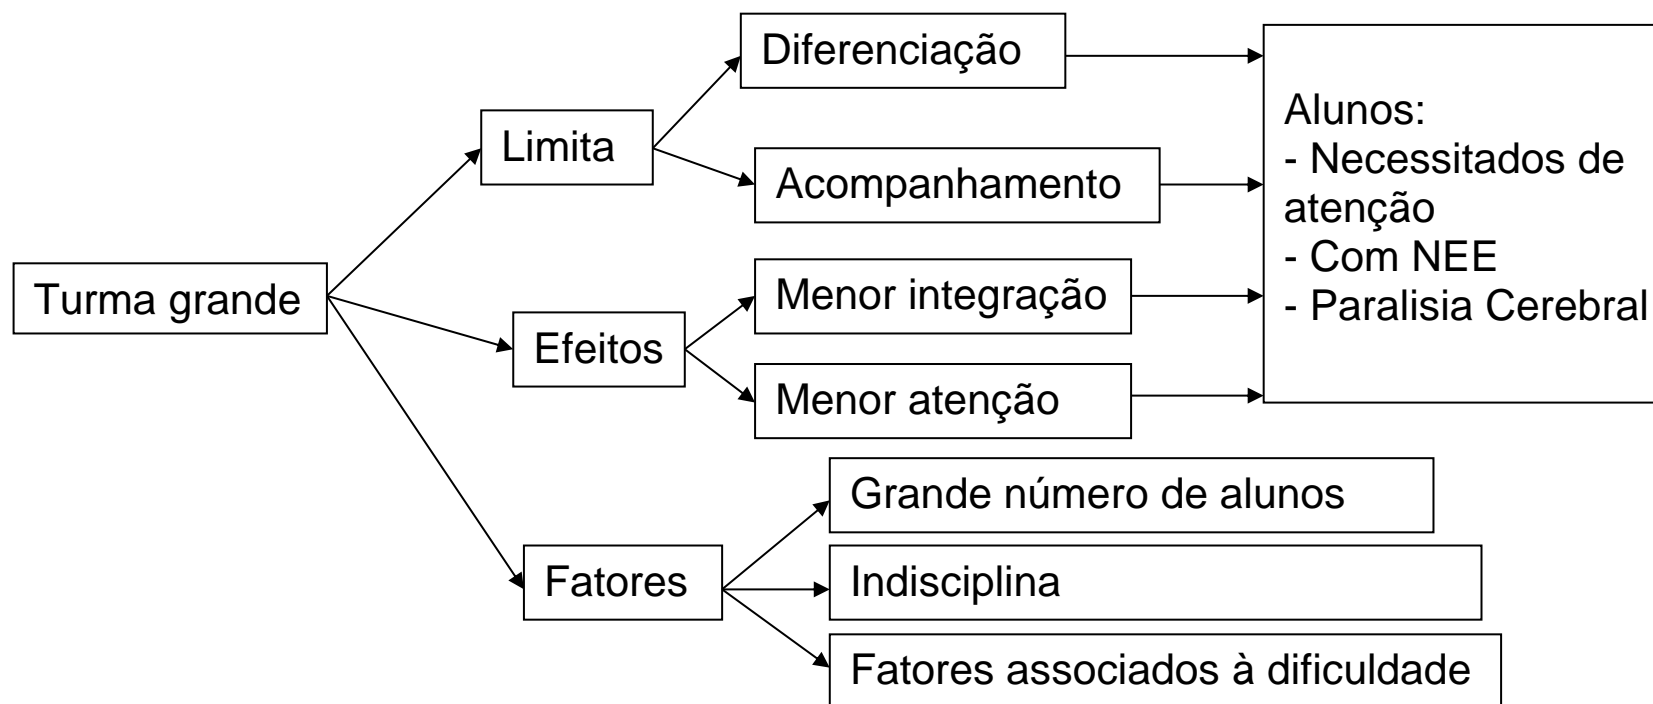 Diferenciação
Alunos:
- Necessitados de
atenção
- Com NEE
- Paralisia Cerebral
Limita
Acompanhamento
Turma grande
Menor integração
Efeitos
Menor atenção
Grande número de alunos
Fatores
Indisciplina
Fatores associados à dificuldade